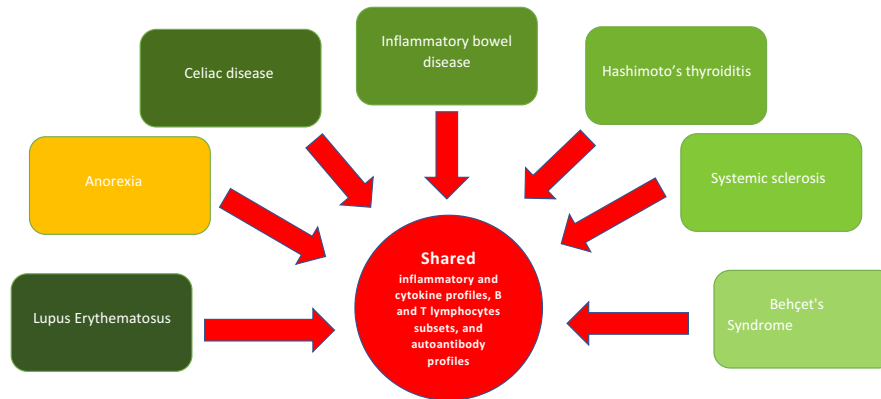 Inflammatory bowel
disease
Celiac disease
Hashimoto's thyroiditis
Anorexia
Systemic sclerosis
Lupus Erythematosus
Behçet's
Syndrome
Shared
inflammatory and
cytokine profiles, B
and T lymphocytes
subsets, and
autoantibody
profiles